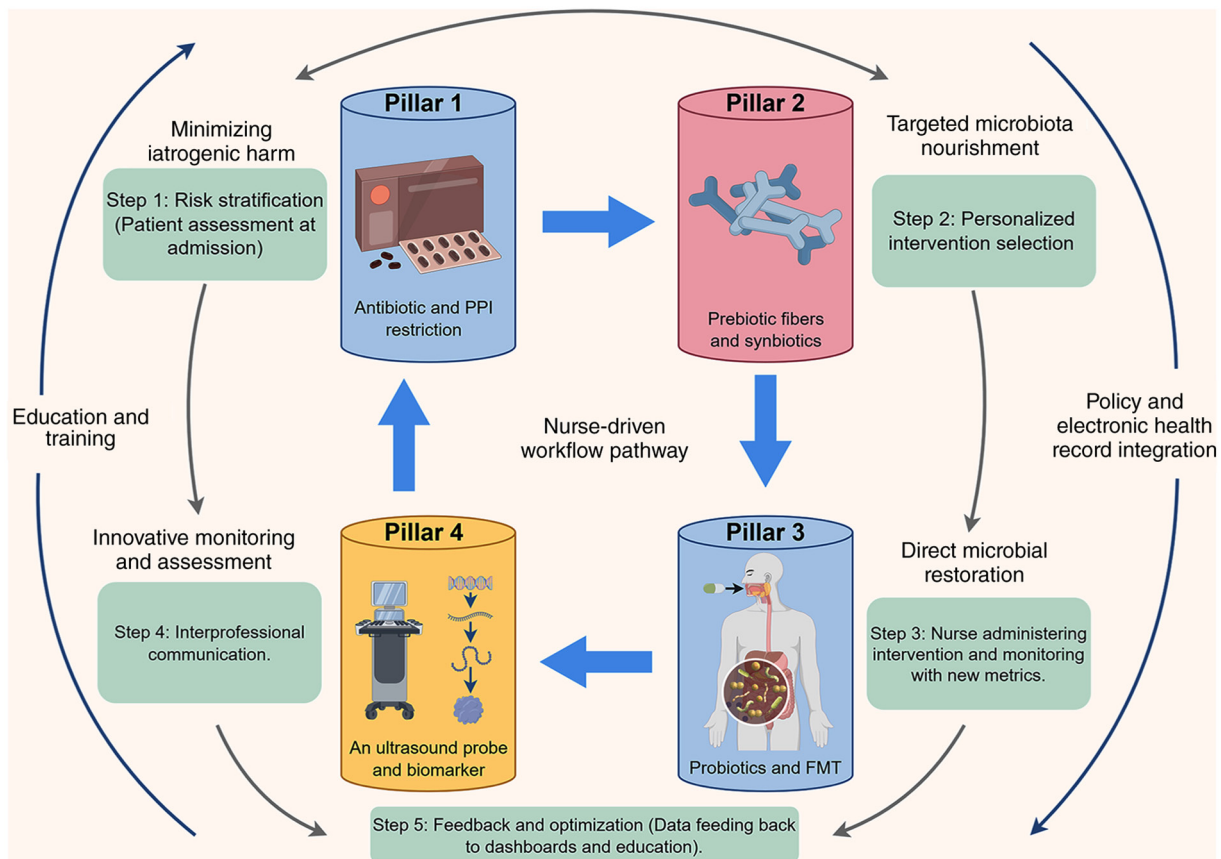 Pillar 1
Pillar 2
Minimizing
iatrogenic harm
Targeted microbiota
nourishment
Step 1: Risk stratification
(Patient assessment at
admission)
Step 2: Personalized
intervention selection
Antibiotic and PPI
restriction
Prebiotic fibers
and synbiotics
Education and
training
Nurse-driven
workflow pathway
Policy and
electronic health
record integration
Pillar 4
Pillar 3
Innovative monitoring
and assessment
Direct microbial
restoration
Step 4: Interprofessional
communication.
Step 3: Nurse administering
intervention and monitoring
with new metrics.
An ultrasound probe
and biomarker
Probiotics and FMT
Step 5: Feedback and optimization (Data feeding back
to dashboards and education).